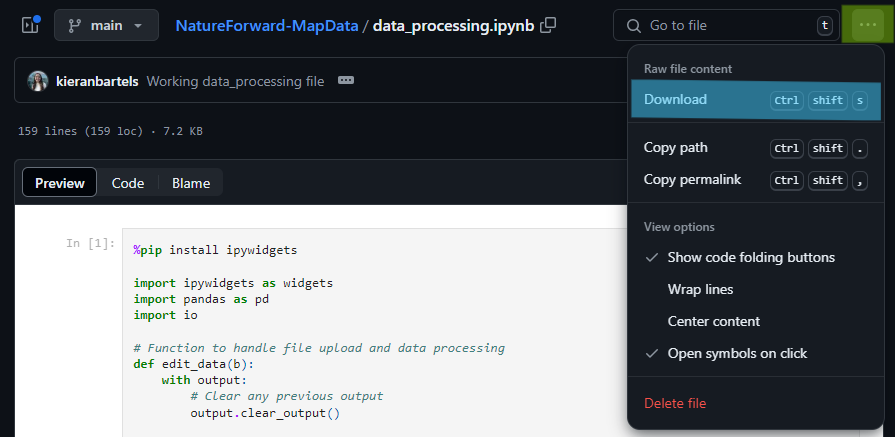 main
NatureForward-MapData / data_processing.ipynb
Go to file
t
kieranbartels Working data_processing file
159 lines (159 loc) · 7.2 KB
Preview
Code
Blame
In [1]:
%pip install ipywidgets
import ipywidgets as widgets
import pandas as pd
import io
# Function to handle file upload and data processing
def edit_data(b):
with output:
# Clear any previous output
output.clear_output()
Raw file content
Download Ctrl shift s
Copy path Ctrl shift .
Copy permalink Ctrl shift ,
View options
Show code folding buttons
Wrap lines
Center content
Open symbols on click
Delete file